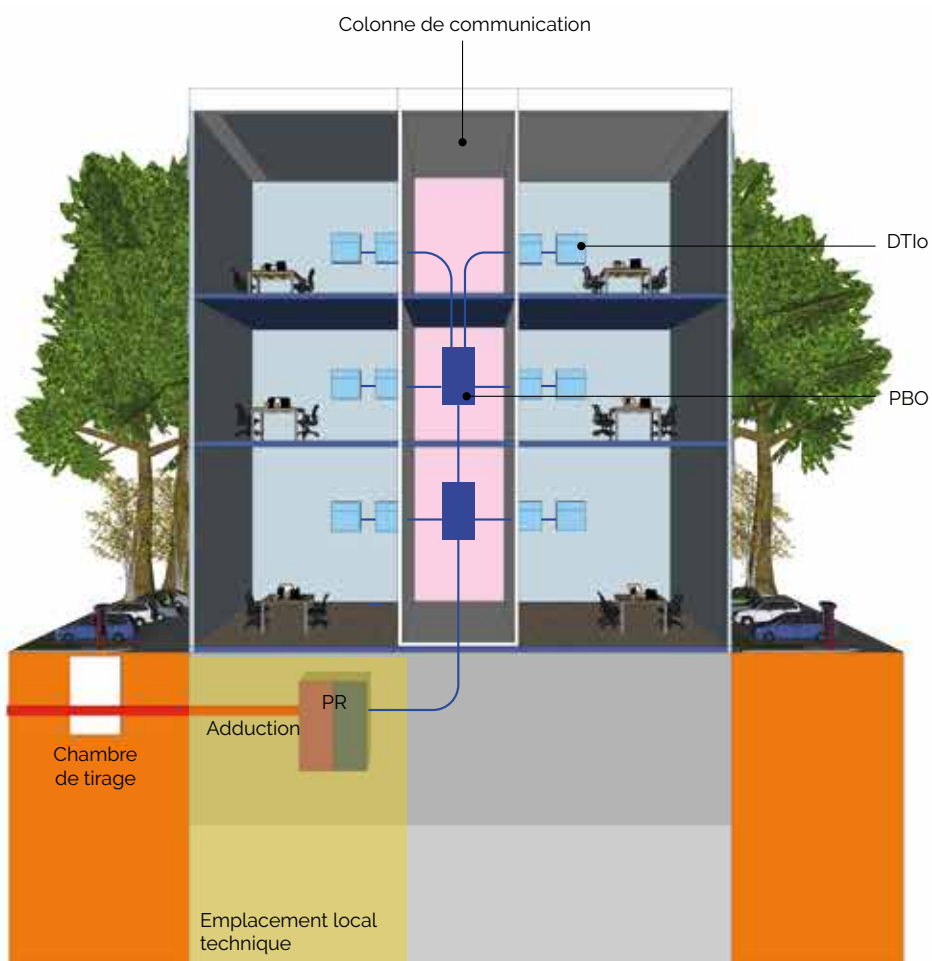 Colonne de communication
DTIo
PBO
PR
Adduction
Chambre
de tirage
Emplacement local
technique